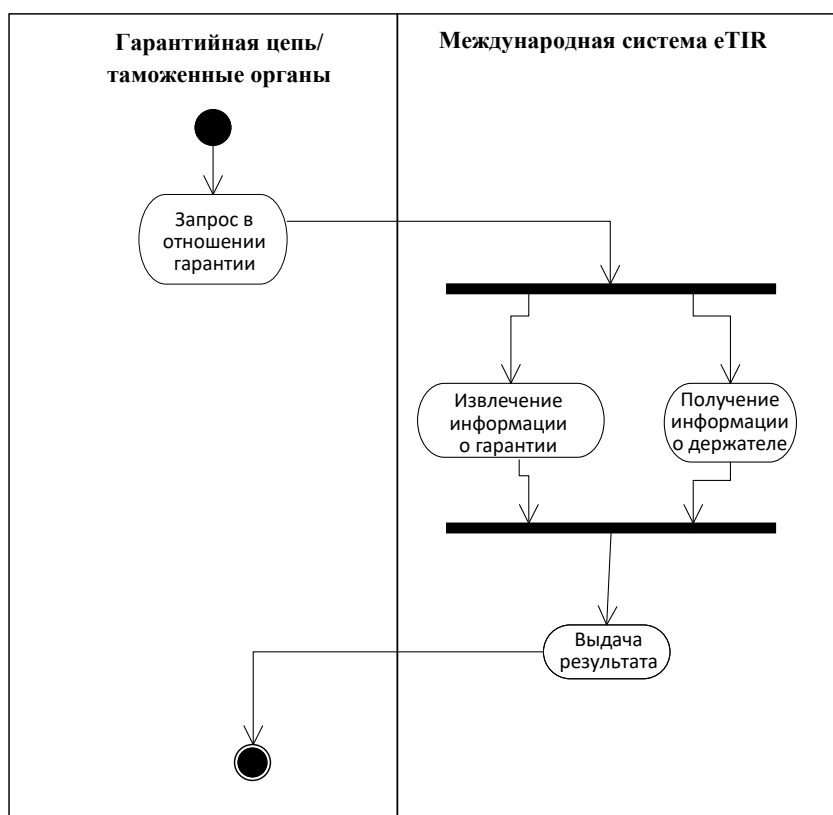 Гарантийная цепь/
таможенные органы
Международная система eTIR
Запрос в
отношении
гарантии
Извлечение
информации
о гарантии
Получение
информации
о держателе
Выдача
результата